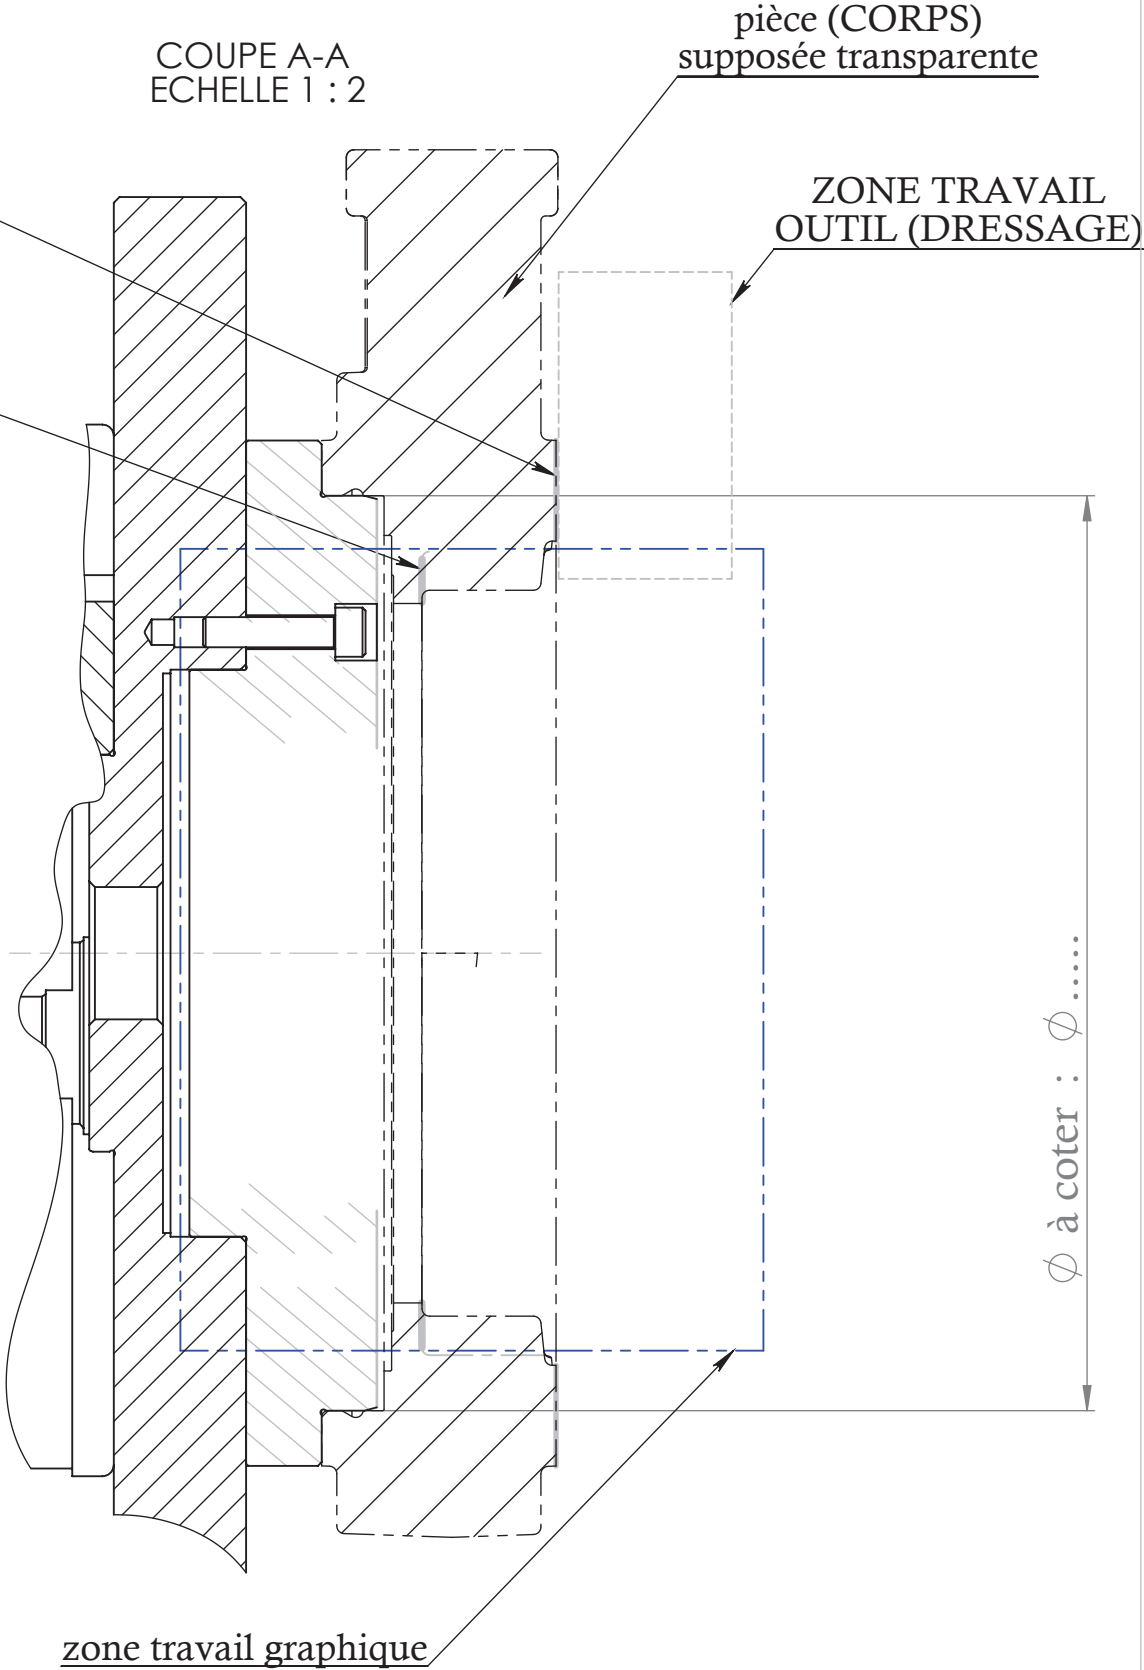 pièce (CORPS)
supposée transparente
COUPE A-A
ECHELLE 1 : 2
ZONE TRAVAIL
OUTIL (DRESSAGE)
∅ à coter : ∅.....
zone travail graphique